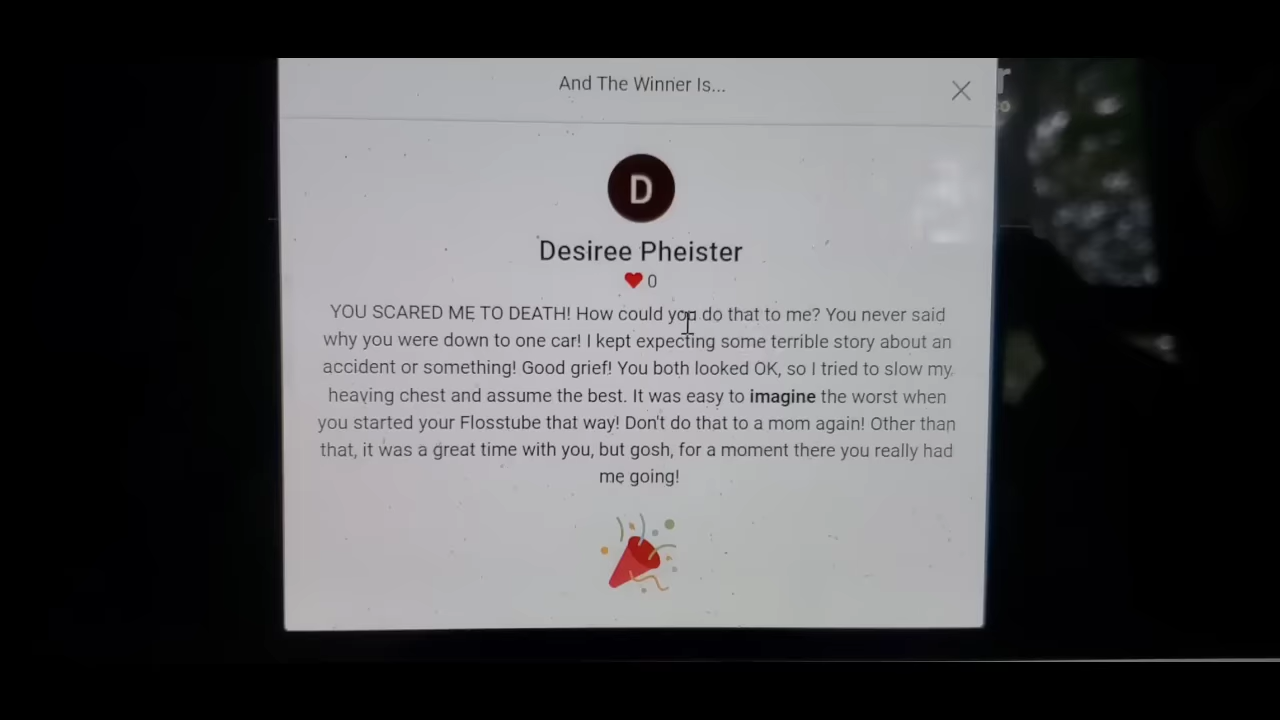 And The Winner Is...
D
Desiree Pheister
0
YOU SCARED ME TO DEATH! How could you do that to me? You never said
why you were down to one car! I kept expecting some terrible story about an
accident or something! Good grief! You both looked OK, so I tried to slow my
heaving chest and assume the best. It was easy to imagine the worst when
you started your Flosstube that way! Don't do that to a mom again! Other than
that, it was a great time with you, but gosh, for a moment there you really had
me going!